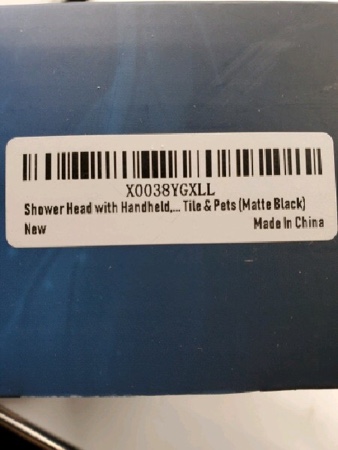 X0038YGXLL
Shower Head with Handheld,... Tile & Pets (Matte Black)
New Made In China